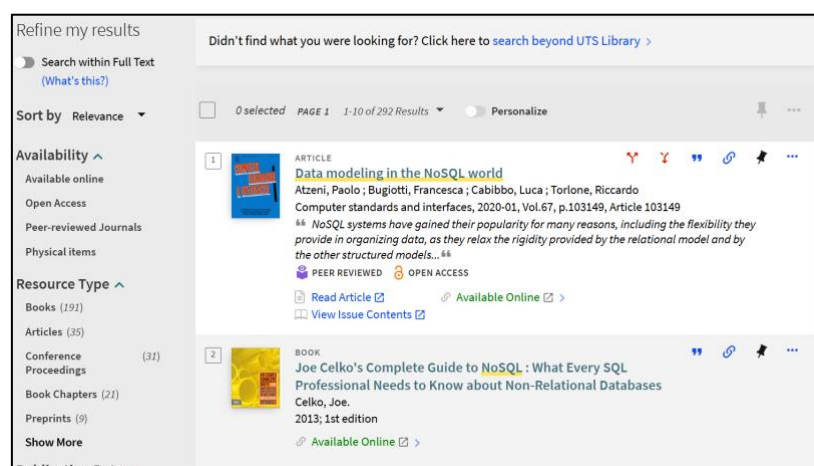 Refine my results
Search within Full Text
(What's this?)
Sort by Relevance
Availability
Available online
Open Access
Peer-reviewed Journals
Physical items
Resource Type
Books (191)
Articles (35)
Conference Proceedings (31)
Book Chapters (21)
Preprints (9)
Show More
Didn't find what you were looking for? Click here to search beyond UTS Library >
0 selected PAGE 1 1-10 of 292 Results Personalize
1
ARTICLE
Data modeling in the NoSQL world
Atzeni, Paolo ; Bugiotti, Francesca ; Cabibbo, Luca ; Torlone, Riccardo
Computer standards and interfaces, 2020-01, Vol.67, p.103149, Article 103149
NoSQL systems have gained their popularity for many reasons, including the flexibility they
provide in organizing data, as they relax the rigidity provided by the relational model and by
the other structured models...
PEER REVIEWED OPEN ACCESS
Read Article Available Online >
View Issue Contents
2
BOOK
Joe Celko's Complete Guide to NoSQL : What Every SQL
Professional Needs to Know about Non-Relational Databases
Celko, Joe.
2013; 1st edition
Available Online >